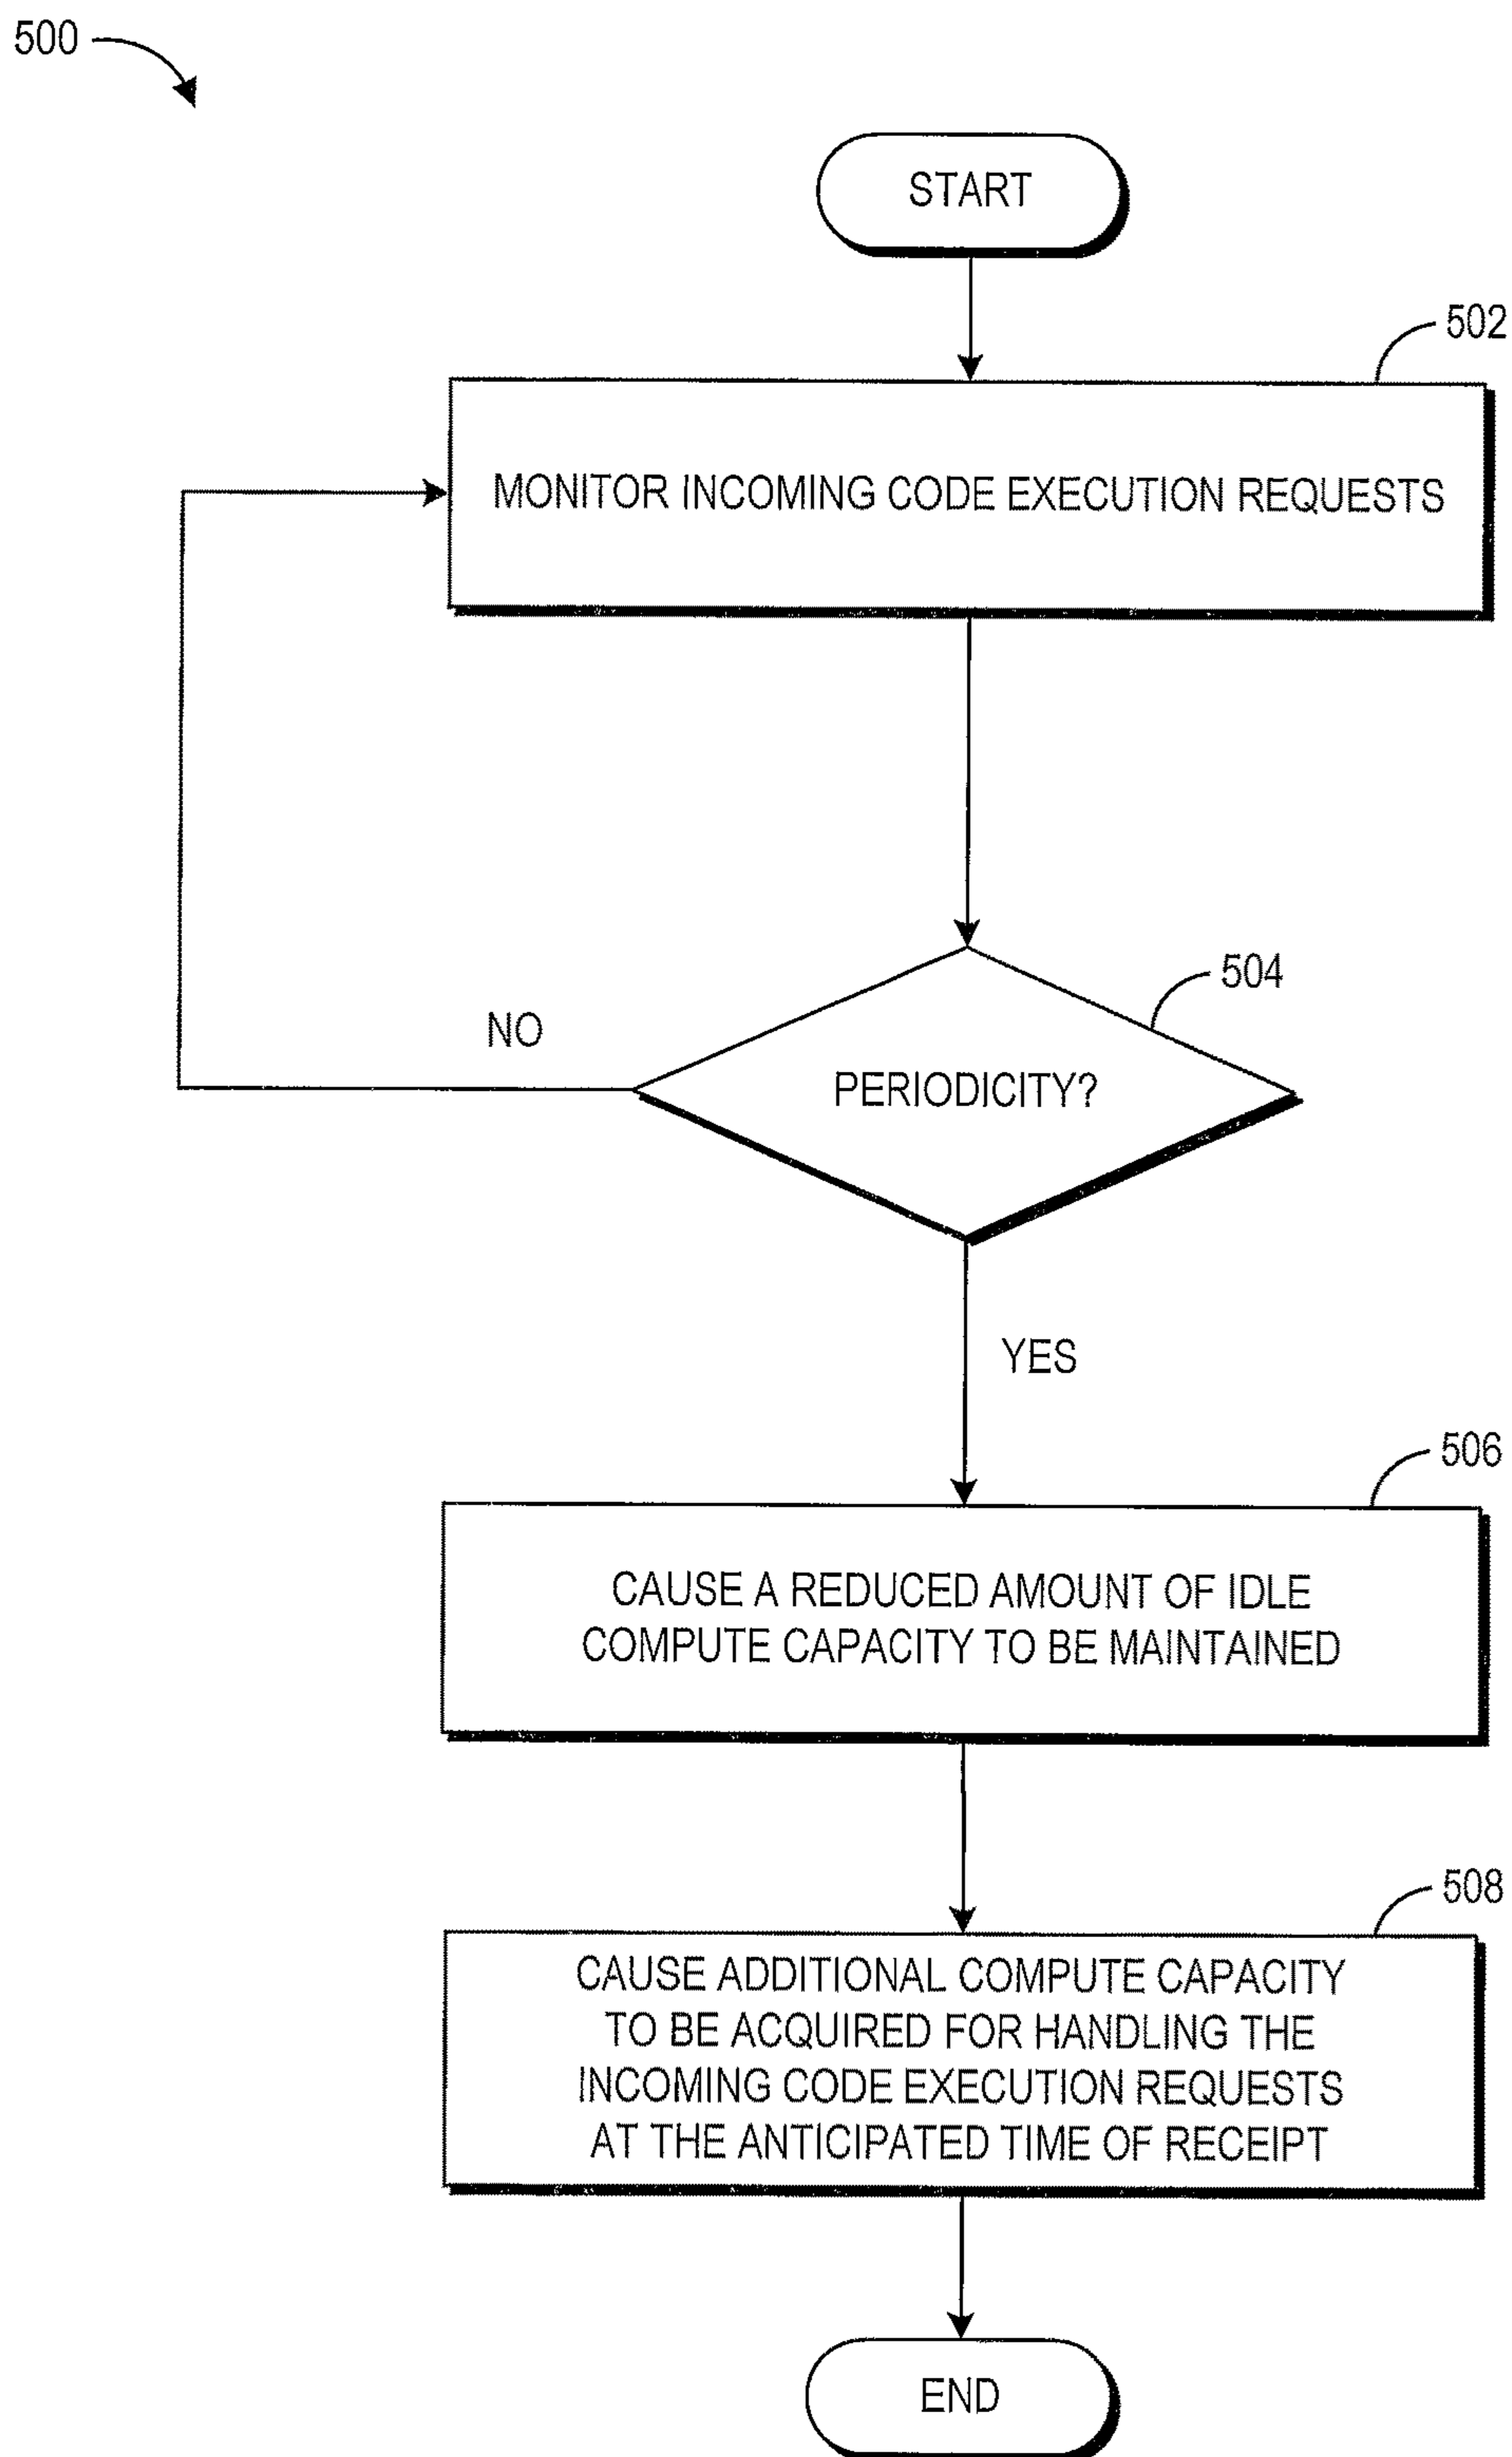 500
START
502
MONITOR INCOMING CODE EXECUTION REQUESTS
504
NO
PERIODICITY?
YES
506
CAUSE A REDUCED AMOUNT OF IDLE
COMPUTE CAPACITY TO BE MAINTAINED
508
CAUSE ADDITIONAL COMPUTE CAPACITY
TO BE ACQUIRED FOR HANDLING THE
INCOMING CODE EXECUTION REQUESTS
AT THE ANTICIPATED TIME OF RECEIPT
END